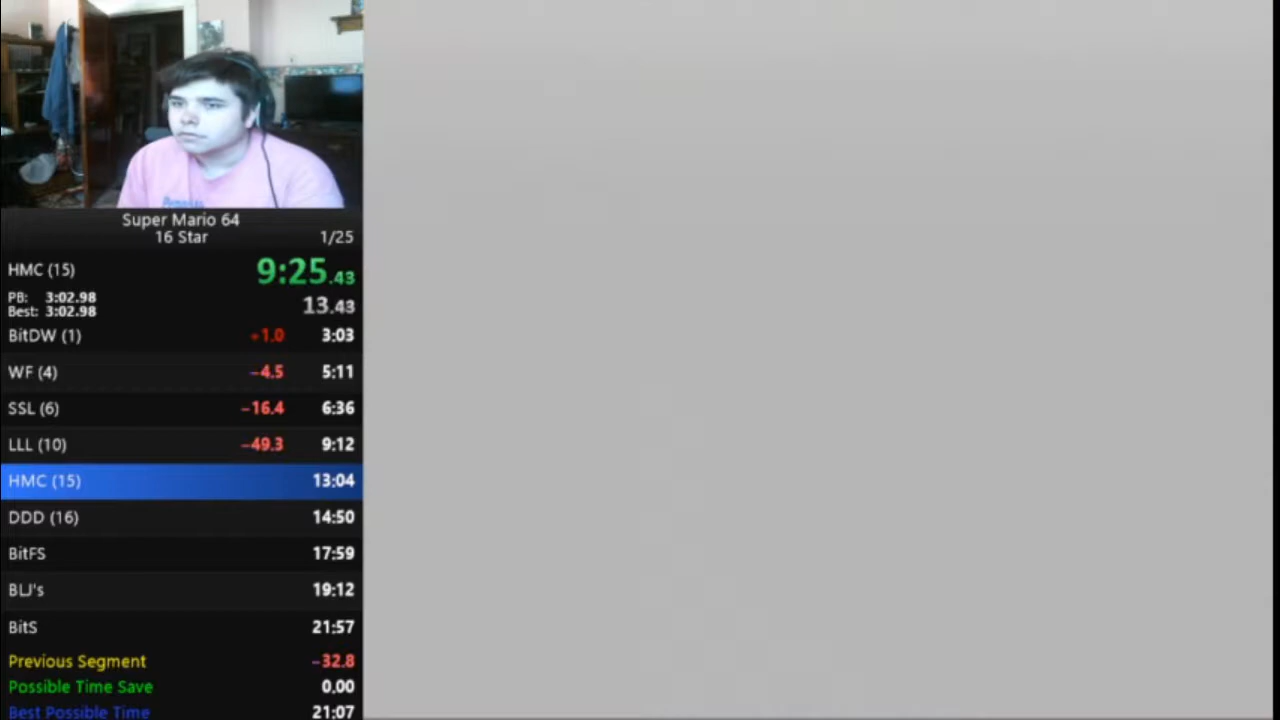 Super Mario 64
16 Star 1/25
HMC (15) 9:25.43
PB: 3:02.98 13.43
Best: 3:02.98
BitDW (1) +1.0 3:03
WF (4) -4.5 5:11
SSL (6) -16.4 6:36
LLL (10) -49.3 9:12
HMC (15) 13:04
DDD (16) 14:50
BitFS 17:59
BLJ's 19:12
BitS 21:57
Previous Segment -32.8
Possible Time Save 0.00
Best Possible Time 21:07